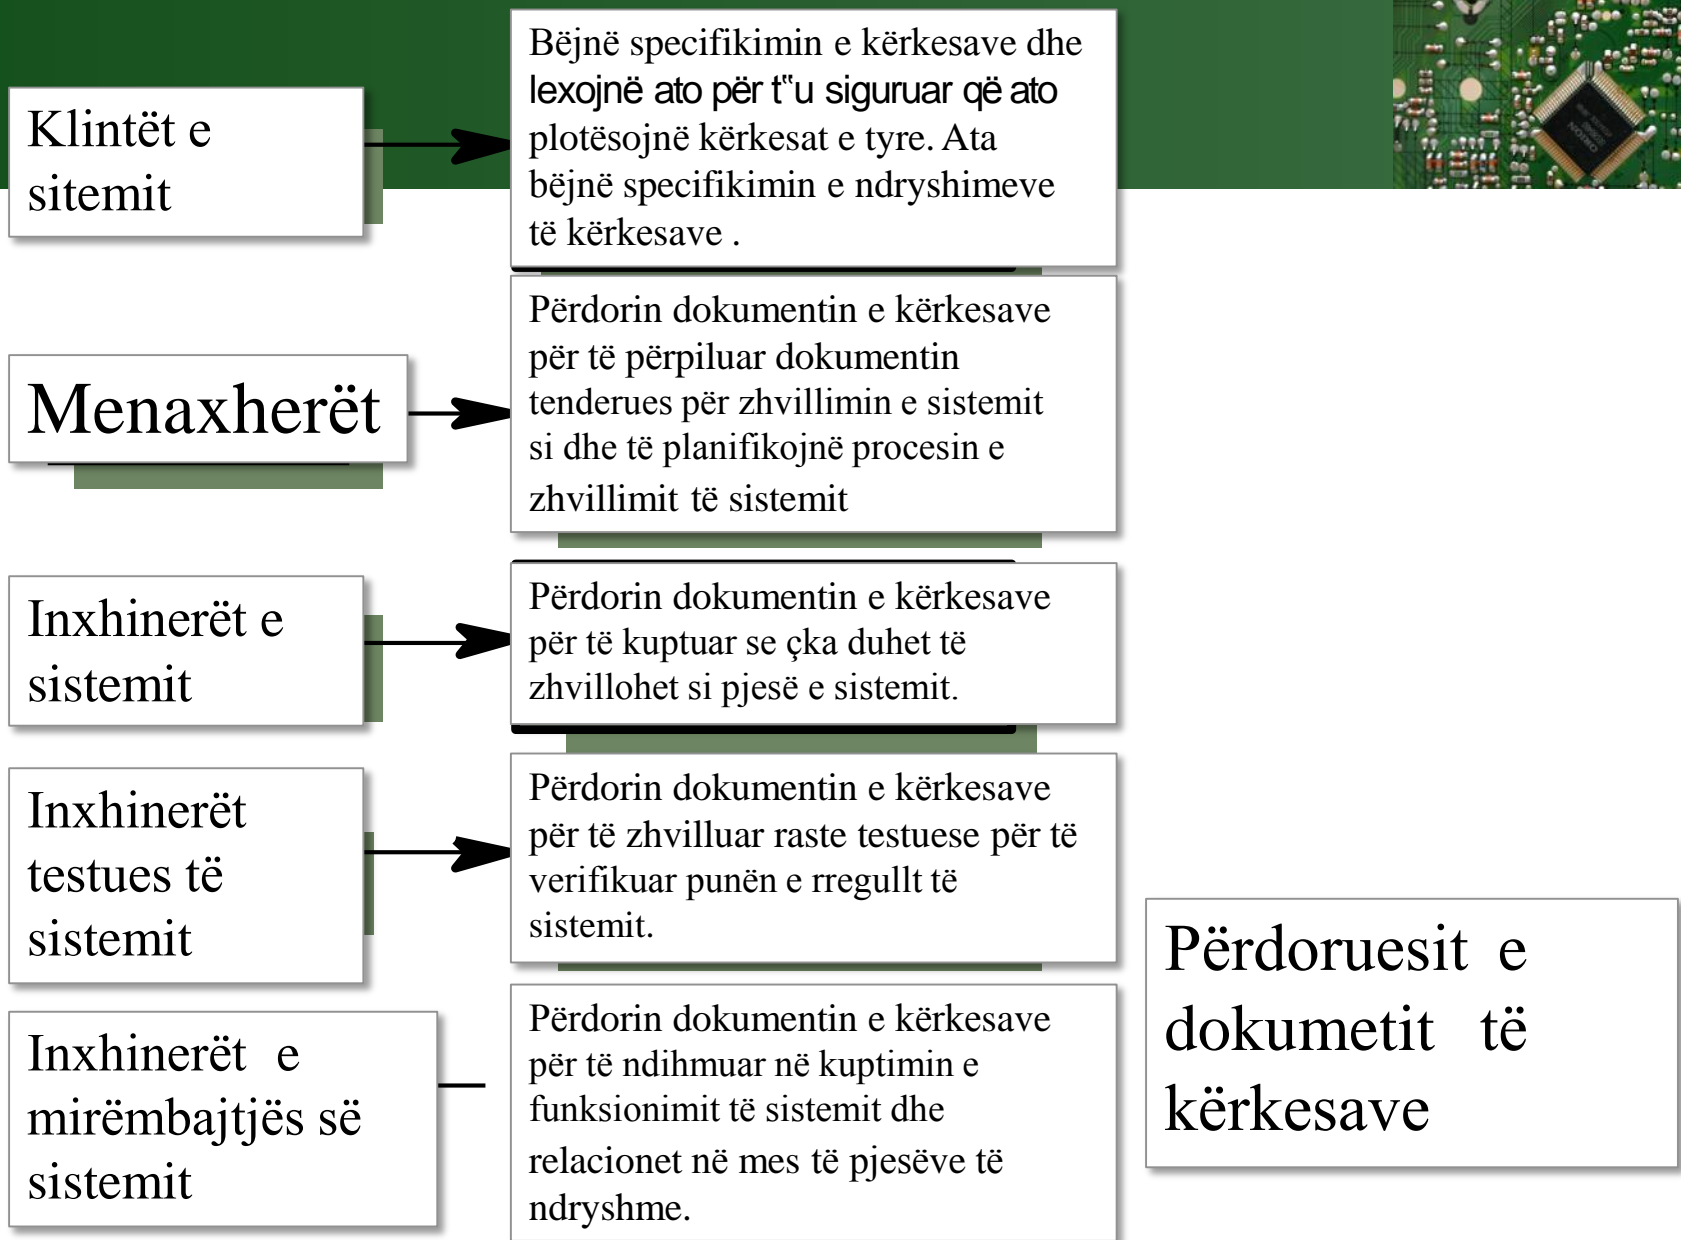 Klintët e
sitemit
Bëjnë specifikimin e kërkesave dhe
lexojnë ato për t‟u siguruar që ato
plotësojnë kërkesat e tyre. Ata
bëjnë specifikimin e ndryshimeve
të kërkesave .
Menaxherët
Përdorin dokumentin e kërkesave
për të përpiluar dokumentin
tenderues për zhvillimin e sistemit
si dhe të planifikojnë procesin e
zhvillimit të sistemit
Inxhinerët e
sistemit
Përdorin dokumentin e kërkesave
për të kuptuar se çka duhet të
zhvillohet si pjesë e sistemit.
Inxhinerët
testues të
sistemit
Përdorin dokumentin e kërkesave
për të zhvilluar raste testuese për të
verifikuar punën e rregullt të
sistemit.
Inxhinerët e
mirëmbajtjës së
sistemit
Përdorin dokumentin e kërkesave
për të ndihmuar në kuptimin e
funksionimit të sistemit dhe
relacionet në mes të pjesëve të
ndryshme.
Përdoruesit e
dokumetit të
kërkesave